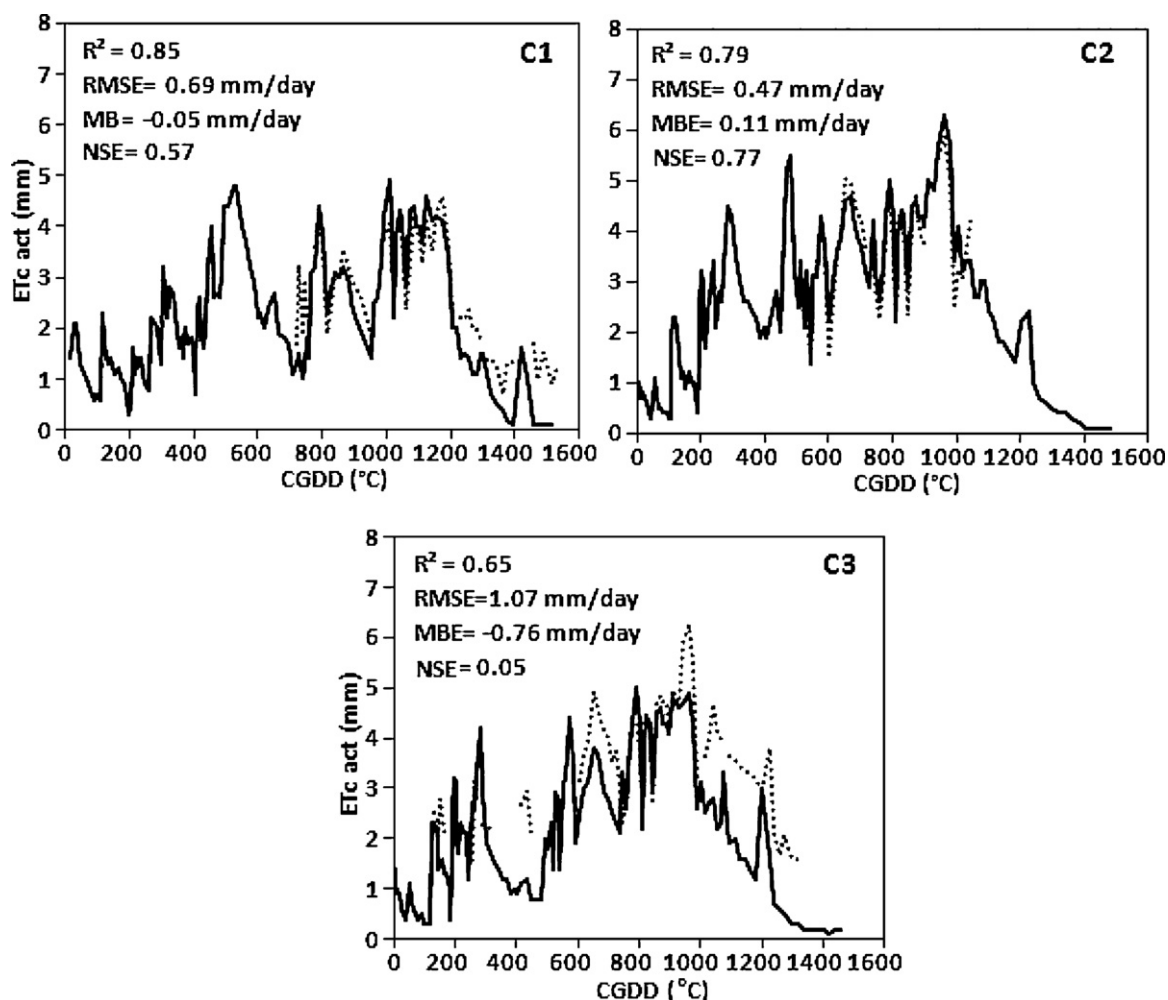 C1
R² = 0.85
RMSE= 0.69 mm/day
MB= -0.05 mm/day
NSE= 0.57
ETc act (mm)
8
7
6
5
4
3
2
1
0
0 200 400 600 800 1000 1200 1400 1600
CGDD (°C)
C2
R² = 0.79
RMSE= 0.47 mm/day
MBE= 0.11 mm/day
NSE= 0.77
8
7
6
5
4
3
2
1
0
0 200 400 600 800 1000 1200 1400 1600
CGDD (°C)
C3
R² = 0.65
RMSE=1.07 mm/day
MBE= -0.76 mm/day
NSE= 0.05
ETc act (mm)
8
7
6
5
4
3
2
1
0
0 200 400 600 800 1000 1200 1400 1600
CGDD (°C)